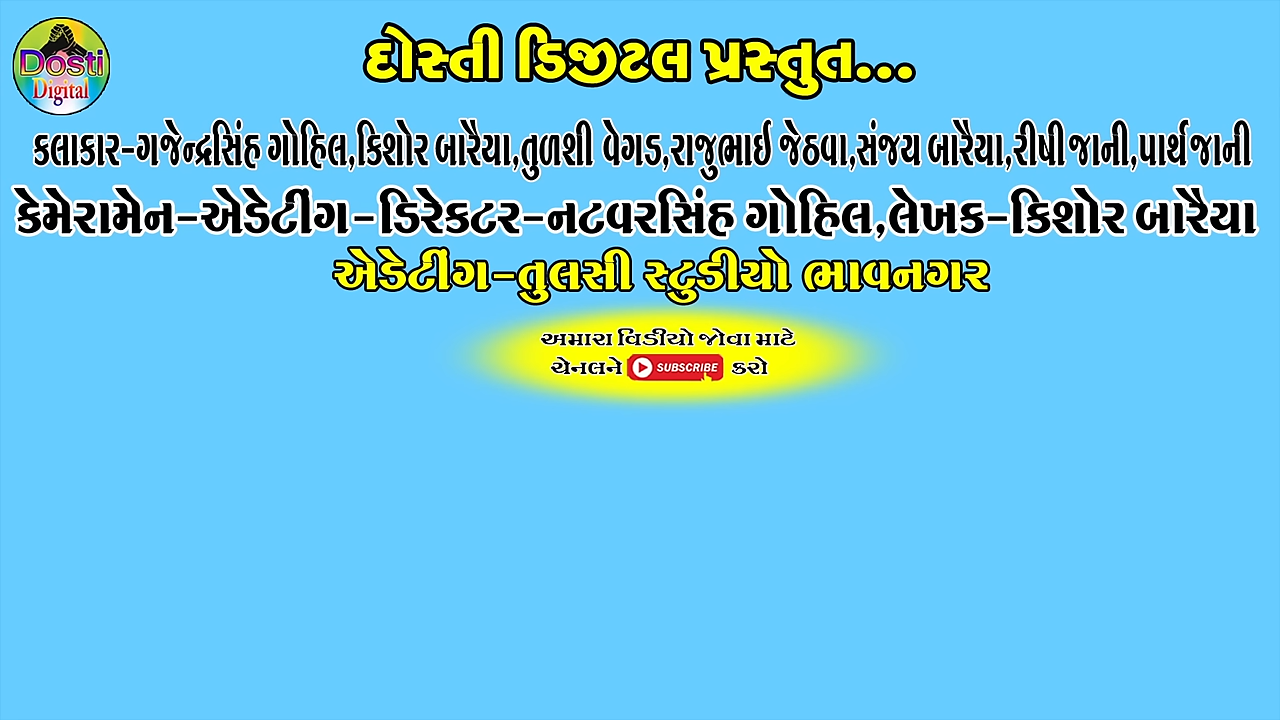 Dosti
Digital
દોસ્તી ડિજીટલ પ્રસ્તુત...
કલાકાર-ગજેન્દ્રસિંહ ગોહિલ,કિશોર બારૈયા,તુળશી વેગડ,રાજુભાઈ જેઠવા,સંજય બારૈયા,રીષી જાની,પાર્થ જાની
કેમેરામેન-એડેટીંગ-ડિરેક્ટર-નટવરસિંહ ગોહિલ,લેખક-કિશોર બારૈયા
એડેટીંગ-તુલસી સ્ટુડીયો ભાવનગર
અમારા વિડીયો જોવા માટે
ચેનલને SUBSCRIBE કરો